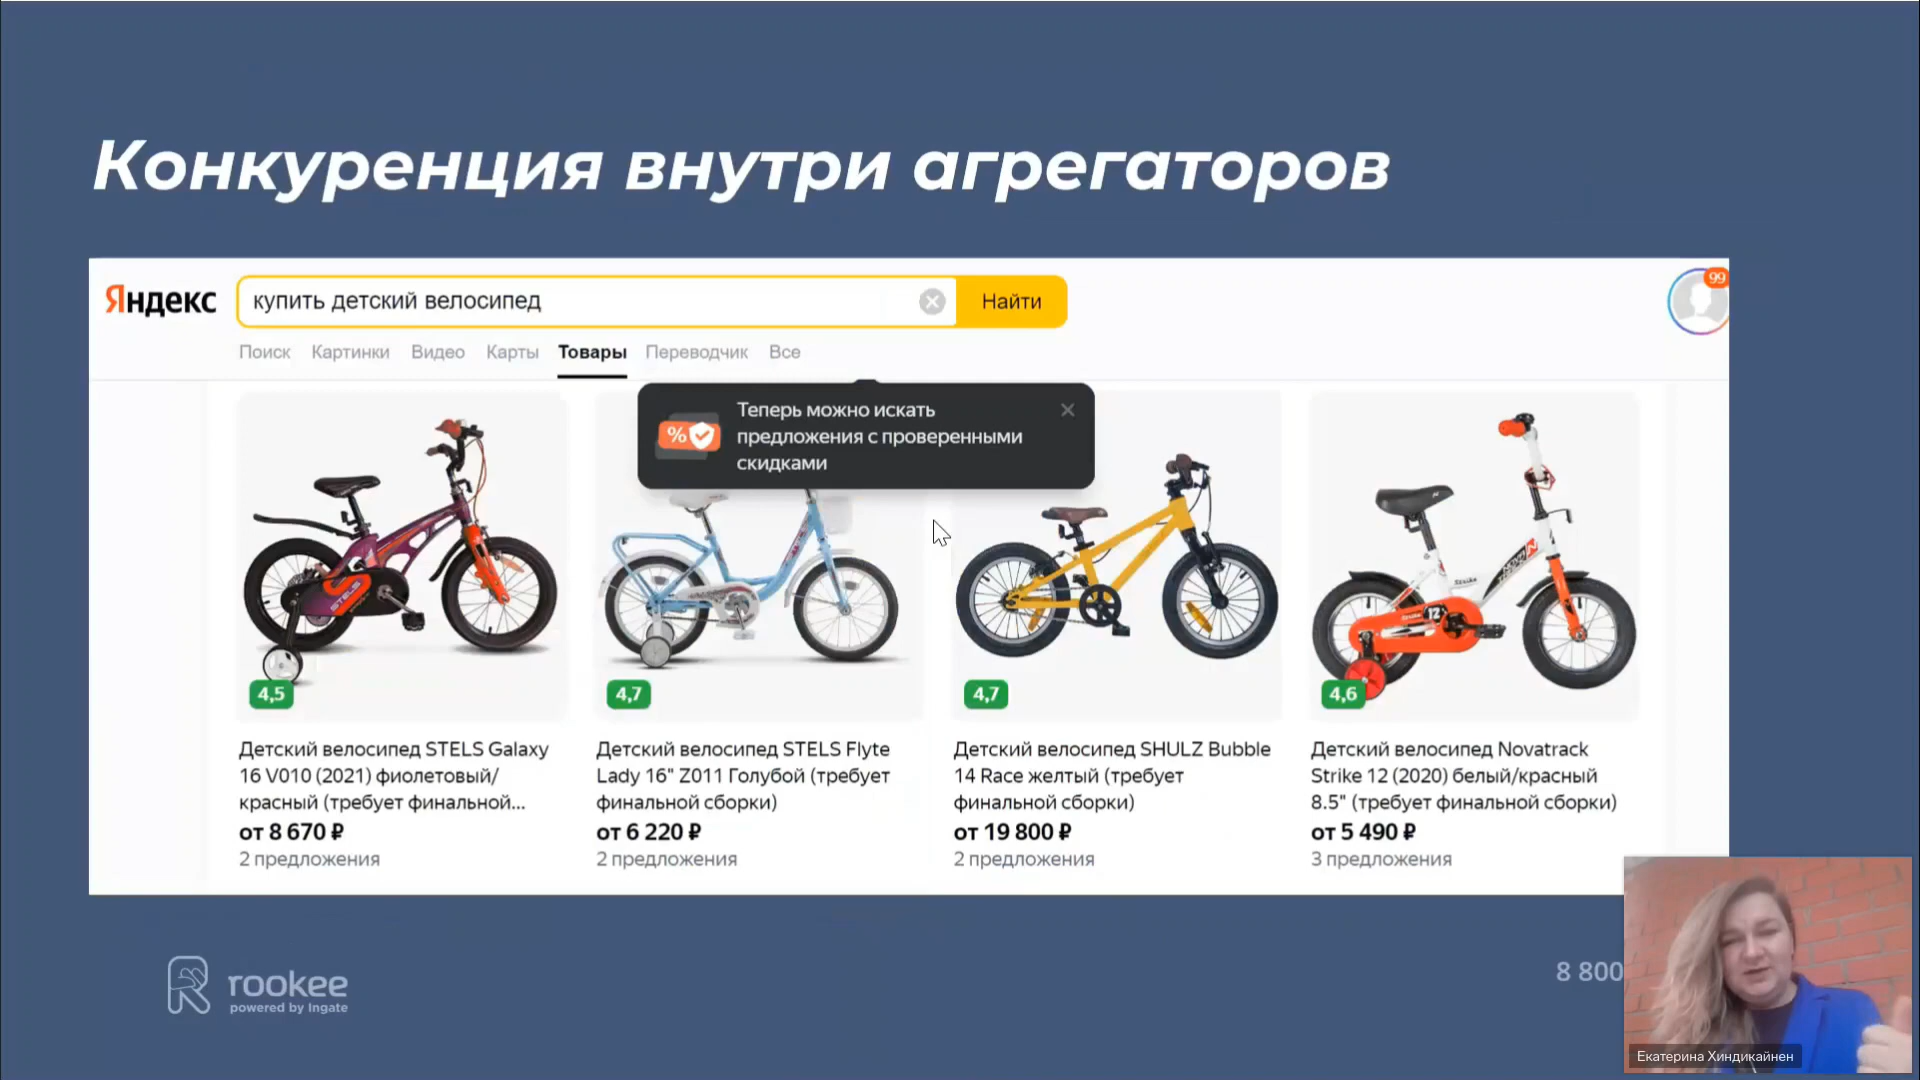 Конкуренция внутри агрегаторов
Яндекс
купить детский велосипед
Найти
99
Поиск Картинки Видео Карты Товары Переводчик Все
Теперь можно искать
предложения с проверенными
скидками
%
STELS
Strike
12
4,5
4,7
4,7
4,6
Детский велосипед STELS Galaxy
16 V010 (2021) фиолетовый/
красный (требует финальной...
от 8 670 ₽
2 предложения
Детский велосипед STELS Flyte
Lady 16" Z011 Голубой (требует
финальной сборки)
от 6 220 ₽
2 предложения
Детский велосипед SHULZ Bubble
14 Race желтый (требует
финальной сборки)
от 19 800 ₽
2 предложения
Детский велосипед Novatrack
Strike 12 (2020) белый/красный
8.5" (требует финальной сборки)
от 5 490 ₽
3 предложения
rookee
powered by Ingate
8 800
Екатерина Хиндикайнен